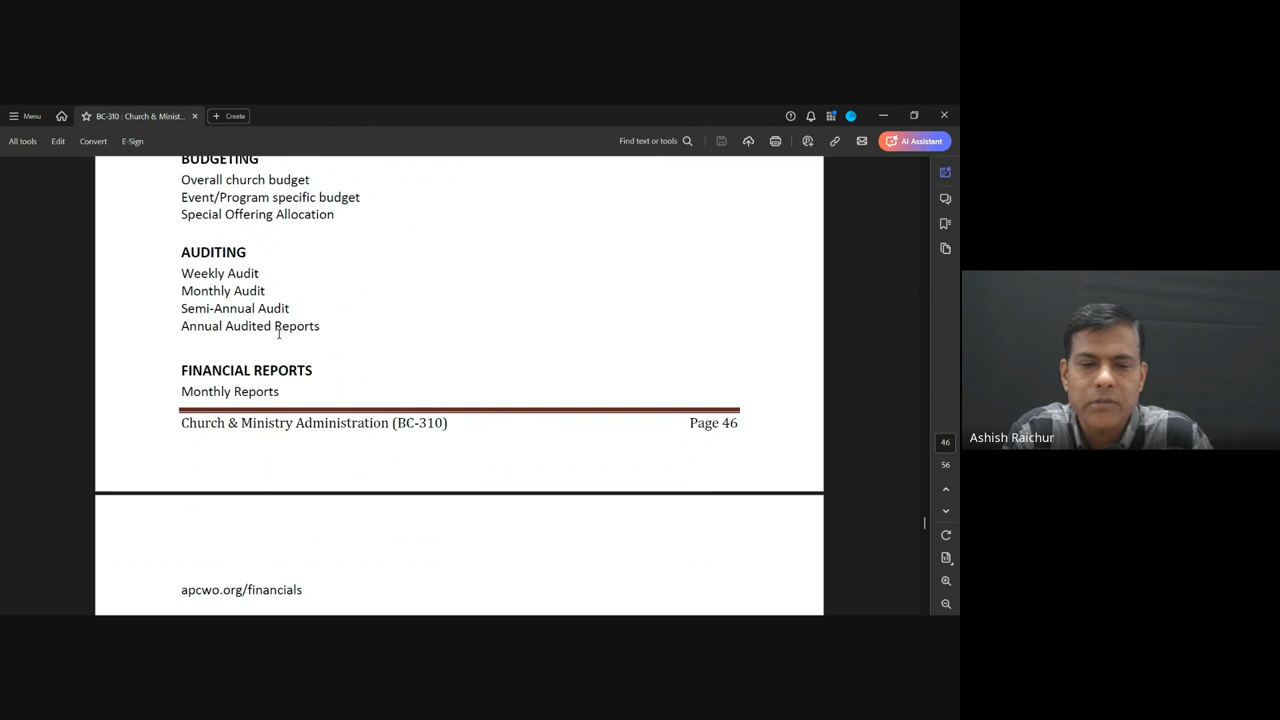 Menu
BC-310 : Church & Minist...
Create
All tools
Edit
Convert
E-Sign
Find text or tools
AI Assistant
BUDGETING
Overall church budget
Event/Program specific budget
Special Offering Allocation
AUDITING
Weekly Audit
Monthly Audit
Semi-Annual Audit
Annual Audited Reports
FINANCIAL REPORTS
Monthly Reports
Church & Ministry Administration (BC-310) Page 46
apcwo.org/financials
46
56
Ashish Raichur